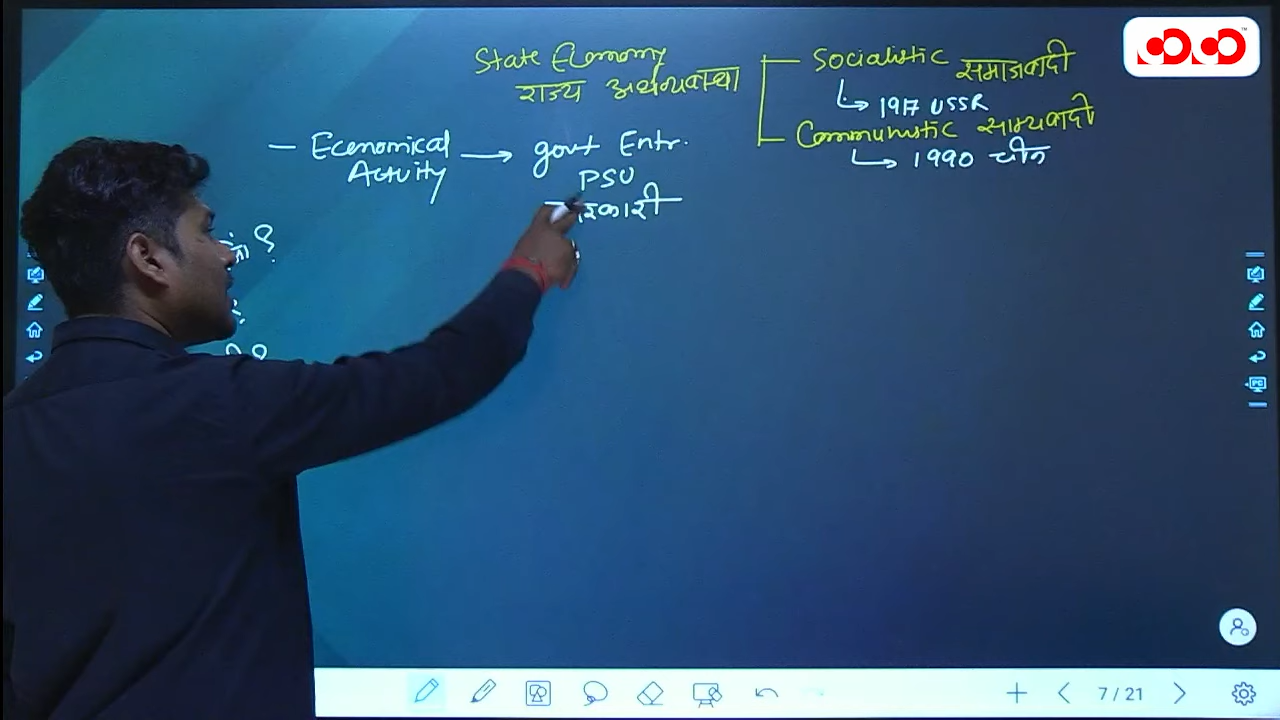 State Economy
राज्य अर्थव्यवस्था
Socialistic समाजवादी
1917 USSR
Communistic साम्यवादी
1990 चीन
— Economical Activity → govt Entr.
PSU
7 / 21
PC